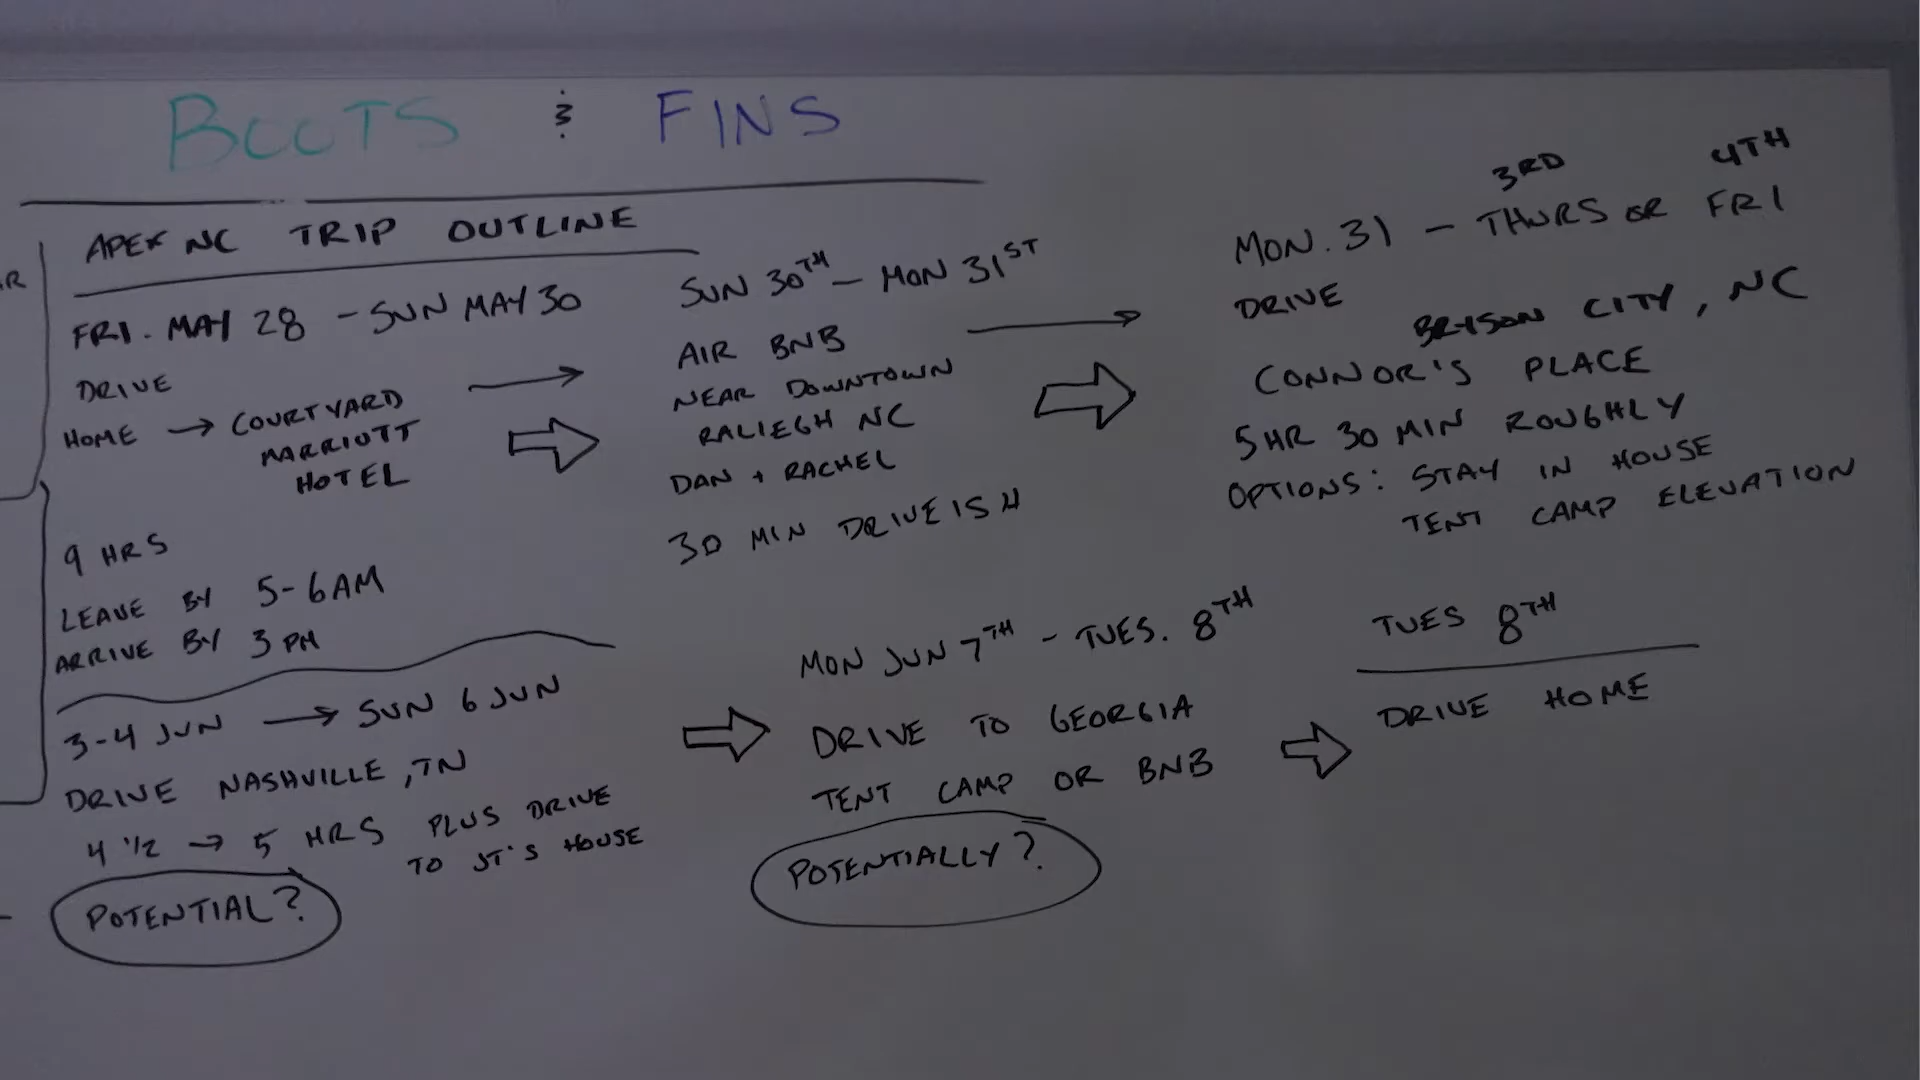 BOOTS & FINS
APEX NC TRIP OUTLINE
FRI. MAY 28 - SUN MAY 30
DRIVE
HOME → COURTYARD
MARRIOTT
HOTEL
9 HRS
LEAVE BY 5-6AM
ARRIVE BY 3 PM
SUN 30TH - MON 31ST
AIR BNB
NEAR DOWNTOWN
RALIEGH NC
DAN + RACHEL
30 MIN DRIVE ISH
3RD 4TH
MON. 31 - THURS OR FRI
DRIVE
BRYSON CITY, NC
CONNOR'S PLACE
5 HR 30 MIN ROUGHLY
OPTIONS: STAY IN HOUSE
TENT CAMP ELEVATION
3-4 JUN → SUN 6 JUN
DRIVE NASHVILLE, TN
4 1/2 → 5 HRS PLUS DRIVE
TO JT'S HOUSE
POTENTIAL?
MON JUN 7TH - TUES. 8TH
DRIVE TO GEORGIA
TENT CAMP OR BNB
POTENTIALLY?
TUES 8TH
DRIVE HOME